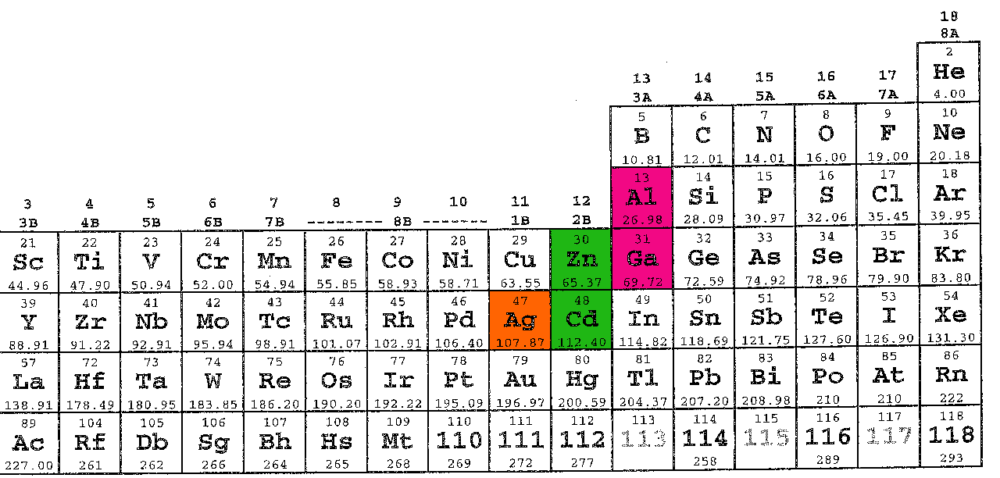 18
8A
2
He
13 14 15 16 17
3A 4A 5A 6A 7A
4.00
5 6 7 8 9 10
B C N O F Ne
10.81 12.01 14.01 16.00 19.00 20.18
13 14 15 16 17 18
3 4 5 6 7 8 9 10 11 12
Al Si P S Cl Ar
3B 4B 5B 6B 7B -------- 8B ------- 1B 2B
26.98 28.09 30.97 32.06 35.45 39.95
21 22 23 24 25 26 27 28 29 30 31 32 33 34 35 36
Sc Ti V Cr Mn Fe Co Ni Cu Zn Ga Ge As Se Br Kr
44.96 47.90 50.94 52.00 54.94 55.85 58.93 58.71 63.55 65.37 69.72 72.59 74.92 78.96 79.90 83.80
39 40 41 42 43 44 45 46 47 48 49 50 51 52 53 54
Y Zr Nb Mo Tc Ru Rh Pd Ag Cd In Sn Sb Te I Xe
88.91 91.22 92.91 95.94 98.91 101.07 102.91 106.40 107.87 112.40 114.82 118.69 121.75 127.60 126.90 131.30
57 72 73 74 75 76 77 78 79 80 81 82 83 84 85 86
La Hf Ta W Re Os Ir Pt Au Hg Tl Pb Bi Po At Rn
138.91 178.49 180.95 183.85 186.20 190.20 192.22 195.09 196.97 200.59 204.37 207.20 208.98 210 210 222
89 104 105 106 107 108 109 110 111 112 113 114 115 116 117 118
Ac Rf Db Sg Bh Hs Mt 110 111 112 113 114 115 116 117 118
227.00 261 262 266 264 265 268 269 272 277 258 289 293